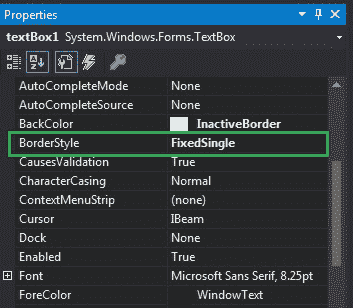 Properties
textBox1 System.Windows.Forms.TextBox
AutoCompleteMode None
AutoCompleteSource None
BackColor InactiveBorder
BorderStyle FixedSingle
CausesValidation True
CharacterCasing Normal
ContextMenuStrip (none)
Cursor IBeam
Dock None
Enabled True
Font Microsoft Sans Serif, 8.25pt
ForeColor WindowText